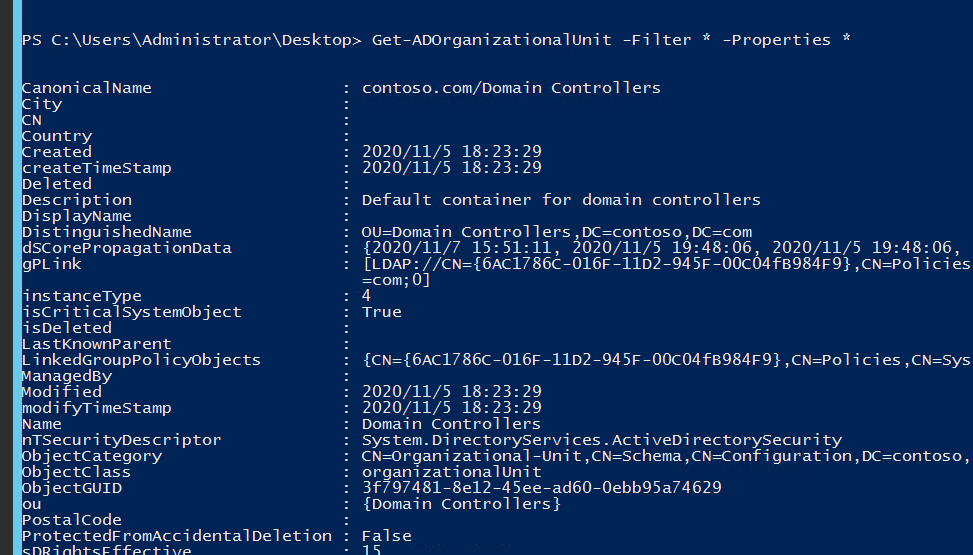 PS C:\Users\Administrator\Desktop> Get-ADOrganizationalUnit -Filter * -Properties *
CanonicalName : contoso.com/Domain Controllers
City :
CN :
Country :
Created : 2020/11/5 18:23:29
createTimeStamp : 2020/11/5 18:23:29
Deleted :
Description : Default container for domain controllers
DisplayName :
DistinguishedName : OU=Domain Controllers,DC=contoso,DC=com
dSCorePropagationData : {2020/11/7 15:51:11, 2020/11/5 19:48:06, 2020/11/5 19:48:06,
gPLink : [LDAP://CN={6AC1786C-016F-11D2-945F-00C04fB984F9},CN=Policies
=com;0]
instanceType : 4
isCriticalSystemObject : True
isDeleted :
LastKnownParent :
LinkedGroupPolicyObjects : {CN={6AC1786C-016F-11D2-945F-00C04fB984F9},CN=Policies,CN=Sys
ManagedBy :
Modified : 2020/11/5 18:23:29
modifyTimeStamp : 2020/11/5 18:23:29
Name : Domain Controllers
nTSecurityDescriptor : System.DirectoryServices.ActiveDirectorySecurity
ObjectCategory : CN=Organizational-Unit,CN=Schema,CN=Configuration,DC=contoso,
ObjectClass : organizationalUnit
ObjectGUID : 3f797481-8e12-45ee-ad60-0ebb95a74629
ou : {Domain Controllers}
PostalCode :
ProtectedFromAccidentalDeletion : False
sDRightsEffective : 15